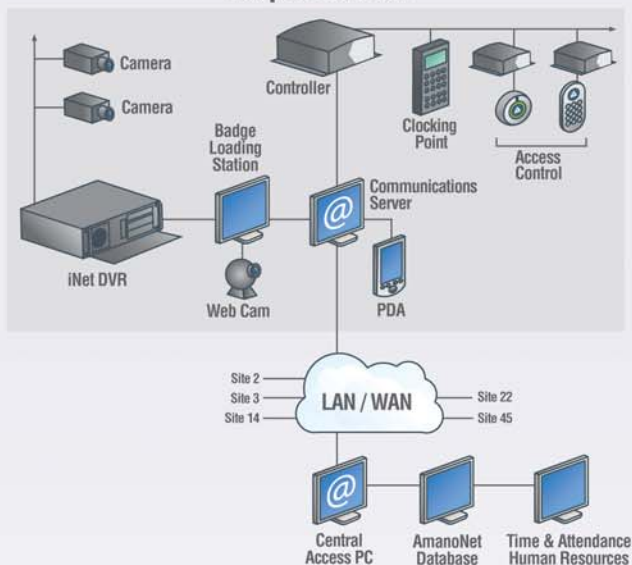 Camera
Camera
Controller
Clocking
Point
Access
Control
Badge
Loading
Station
@
Communications
Server
iNet DVR
Web Cam
PDA
Site 2
Site 3
Site 14
LAN / WAN
Site 22
Site 45
@
Central
Access PC
AmanoNet
Database
Time & Attendance
Human Resources